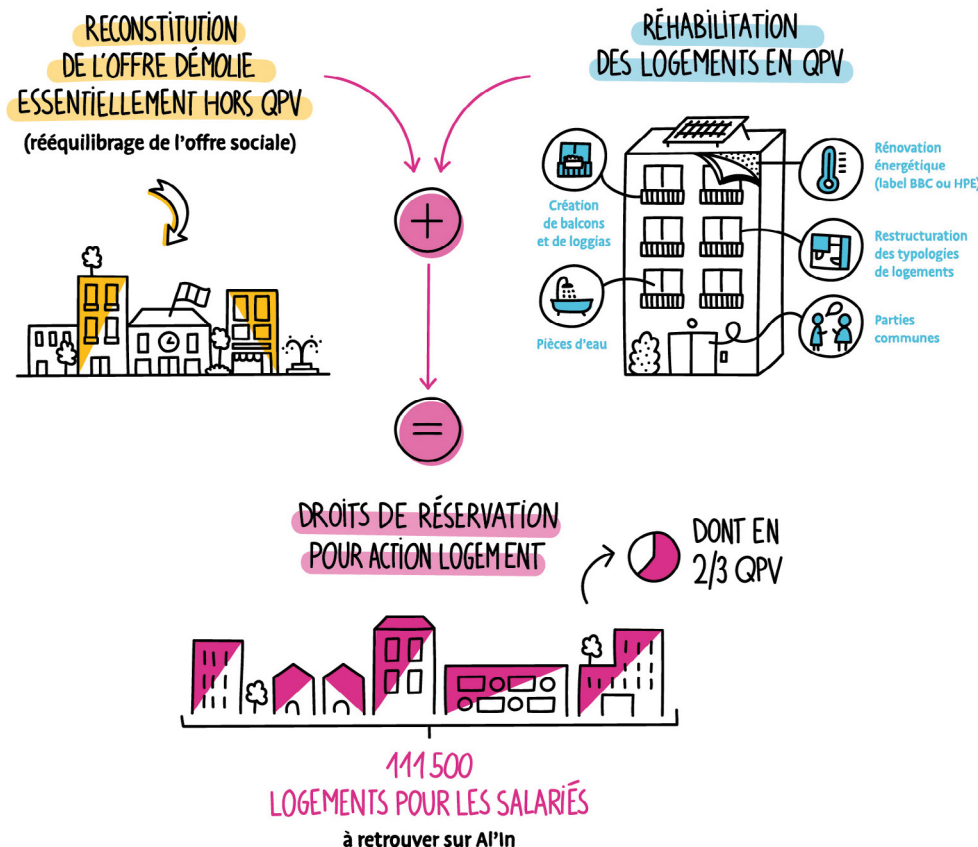 RECONSTITUTION
DE L'OFFRE DÉMOLIE
ESSENTIELLEMENT HORS QPV
(rééquilibrage de l'offre sociale)
RÉHABILITATION
DES LOGEMENTS EN QPV
Création
de balcons
et de loggias
Pièces d'eau
Rénovation
énergétique
(label BBC ou HPE)
Restructuration
des typologies
de logements
Parties
communes
+
=
DROITS DE RÉSERVATION
POUR ACTION LOGEMENT
DONT EN
2/3 QPV
111 500
LOGEMENTS POUR LES SALARIÉS
à retrouver sur Al'in